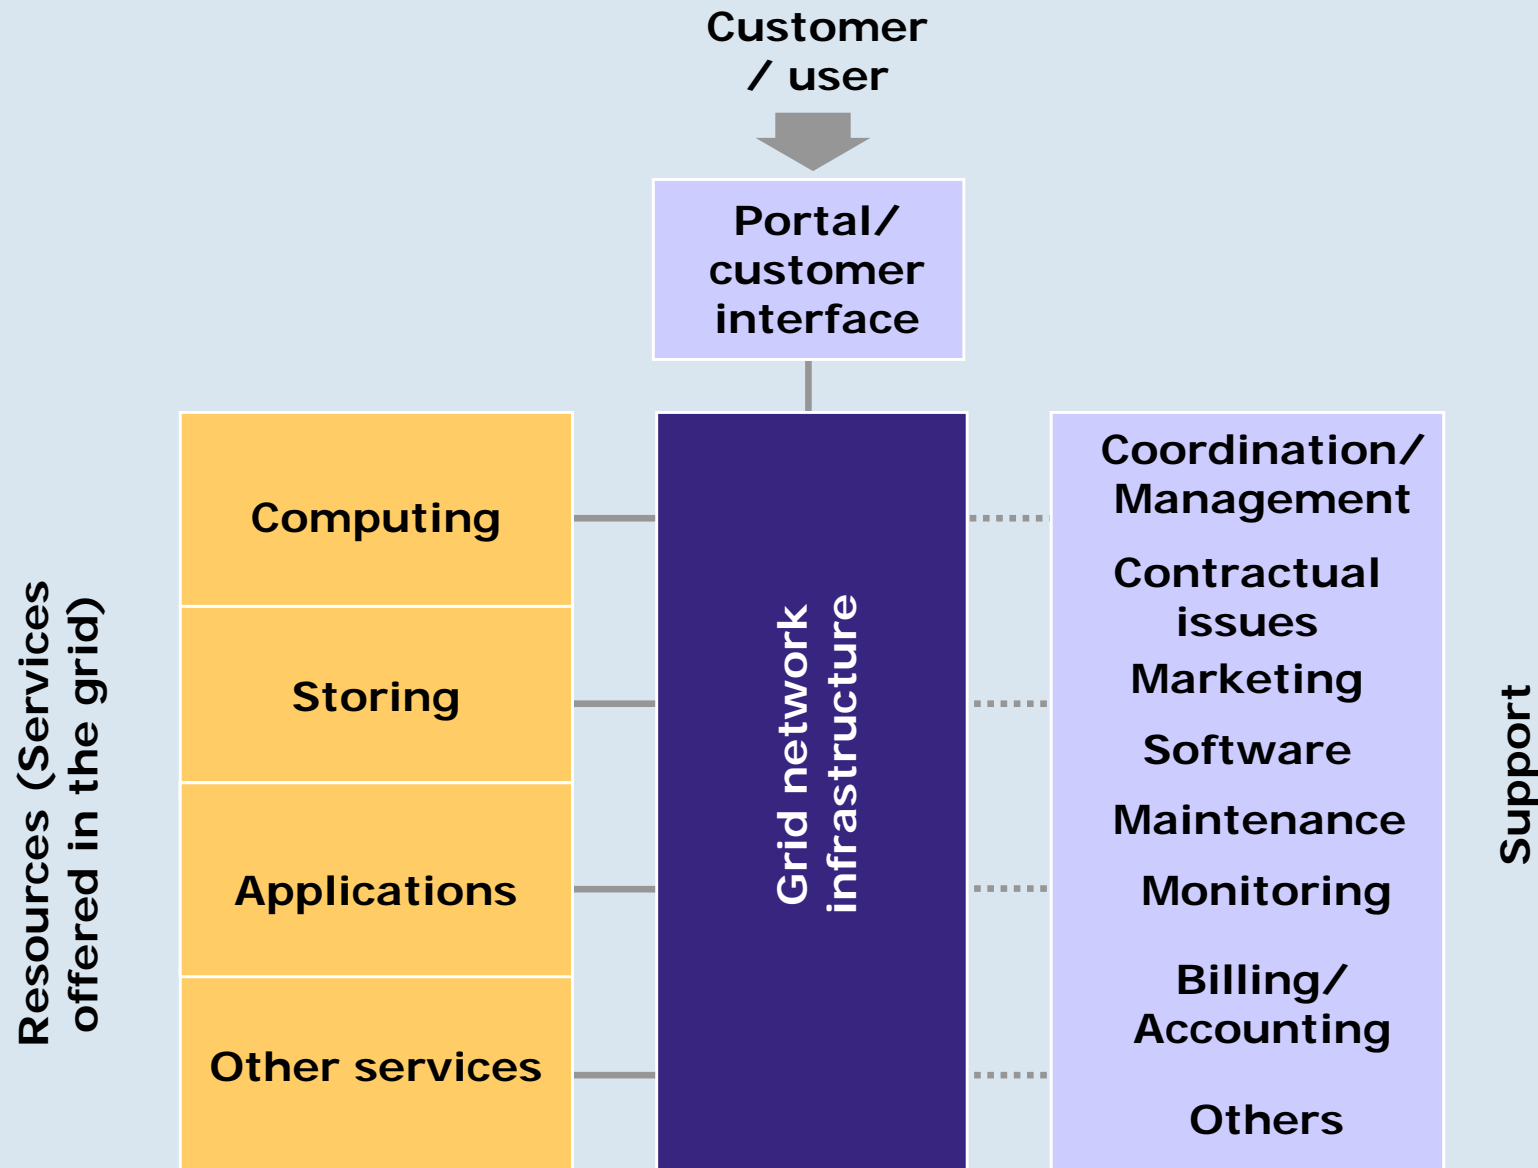 Customer
/ user
Portal/
customer
interface
Resources (Services
offered in the grid)
Computing
Storing
Applications
Other services
Grid network
infrastructure
Coordination/
Management
Contractual
issues
Marketing
Software
Maintenance
Monitoring
Billing/
Accounting
Others
Support